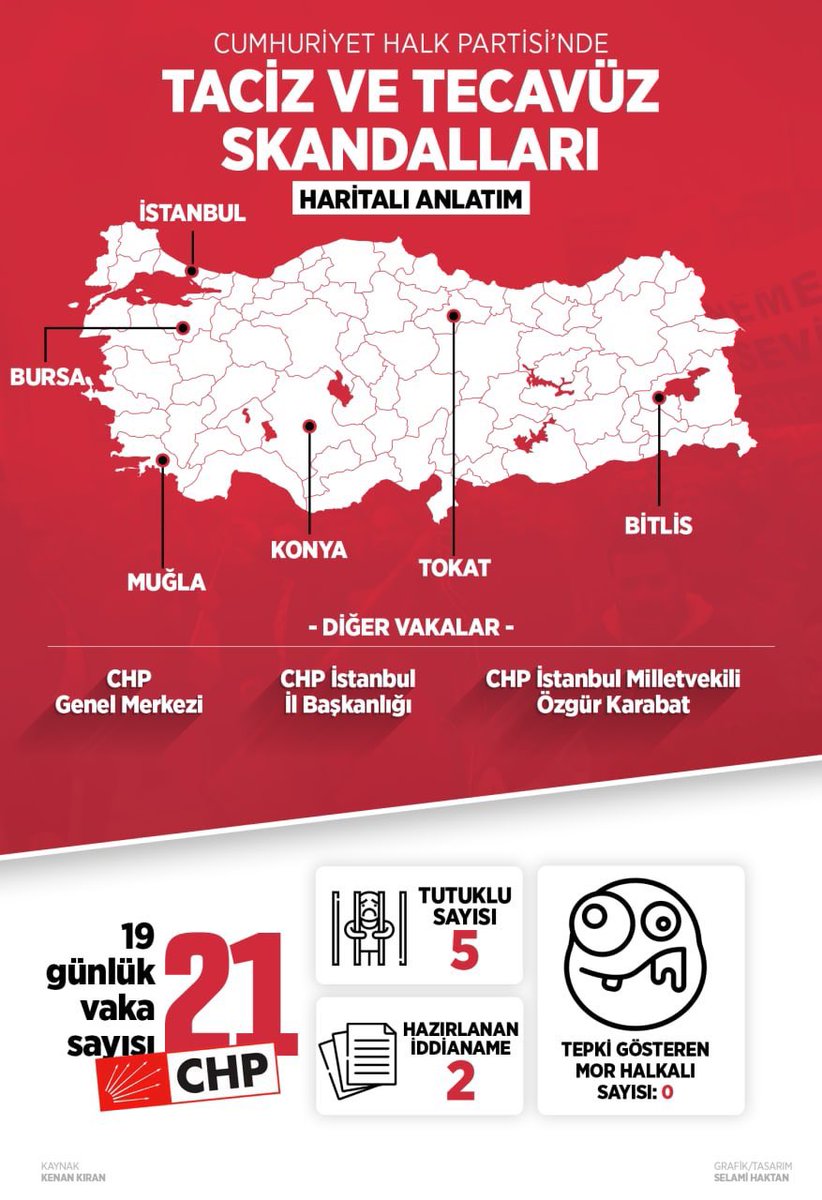 CUMHURİYET HALK PARTİSİ'NDE
TACİZ VE TECAVÜZ
SKANDALLARI
HARİTALI ANLATIM
İSTANBUL
BURSA
MUĞLA
KONYA
TOKAT
BİTLİS
- DİĞER VAKALAR -
CHP
Genel Merkezi
CHP İstanbul
İl Başkanlığı
CHP İstanbul Milletvekili
Özgür Karabat
19
günlük
vaka
sayısı
21
CHP
TUTUKLU
SAYISI
5
HAZIRLANAN
İDDİANAME
2
TEPKİ GÖSTEREN
MOR HALKALI
SAYISI: 0
KAYNAK
KENAN KIRAN
GRAFİK/TASARIM
SELAMİ HAKTAN